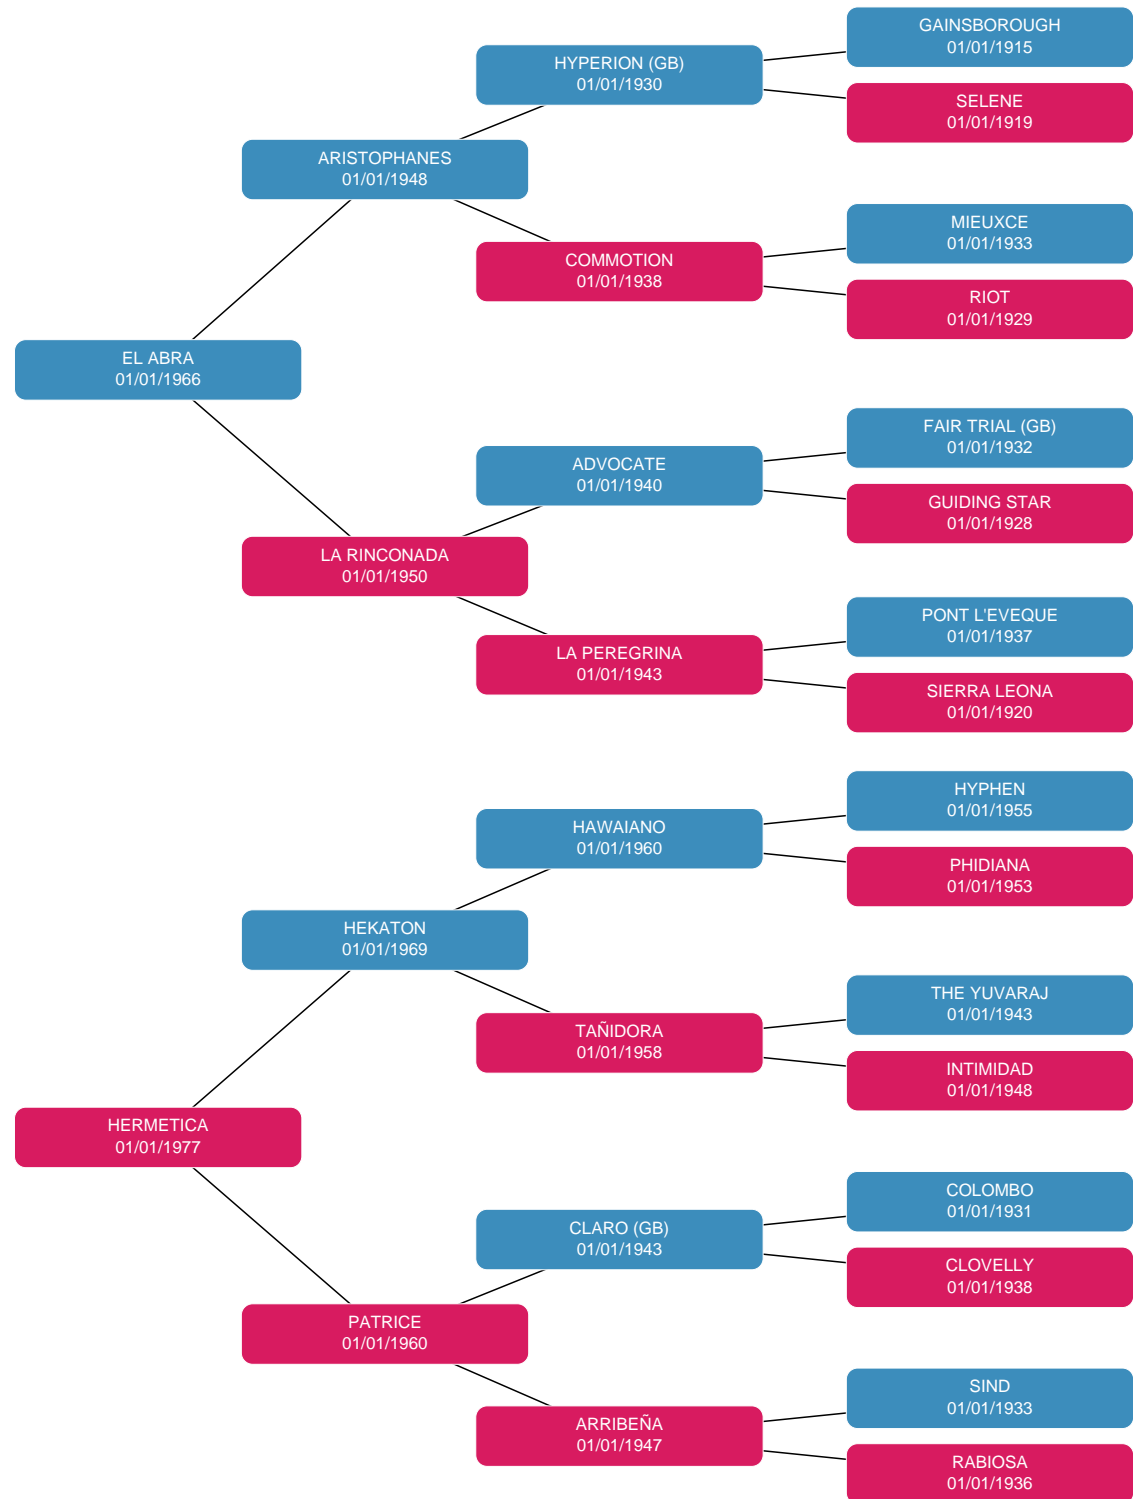 GAINSBOROUGH
01/01/1915
HYPERION (GB)
01/01/1930
SELENE
01/01/1919
ARISTOPHANES
01/01/1948
MIEUXCE
01/01/1933
COMMOTION
01/01/1938
RIOT
01/01/1929
EL ABRA
01/01/1966
FAIR TRIAL (GB)
01/01/1932
ADVOCATE
01/01/1940
GUIDING STAR
01/01/1928
LA RINCONADA
01/01/1950
PONT L'EVEQUE
01/01/1937
LA PEREGRINA
01/01/1943
SIERRA LEONA
01/01/1920
HYPHEN
01/01/1955
HAWAIANO
01/01/1960
PHIDIANA
01/01/1953
HEKATON
01/01/1969
THE YUVARAJ
01/01/1943
TAÑIDORA
01/01/1958
INTIMIDAD
01/01/1948
HERMETICA
01/01/1977
COLOMBO
01/01/1931
CLARO (GB)
01/01/1943
CLOVELLY
01/01/1938
PATRICE
01/01/1960
SIND
01/01/1933
ARRIBEÑA
01/01/1947
RABIOSA
01/01/1936